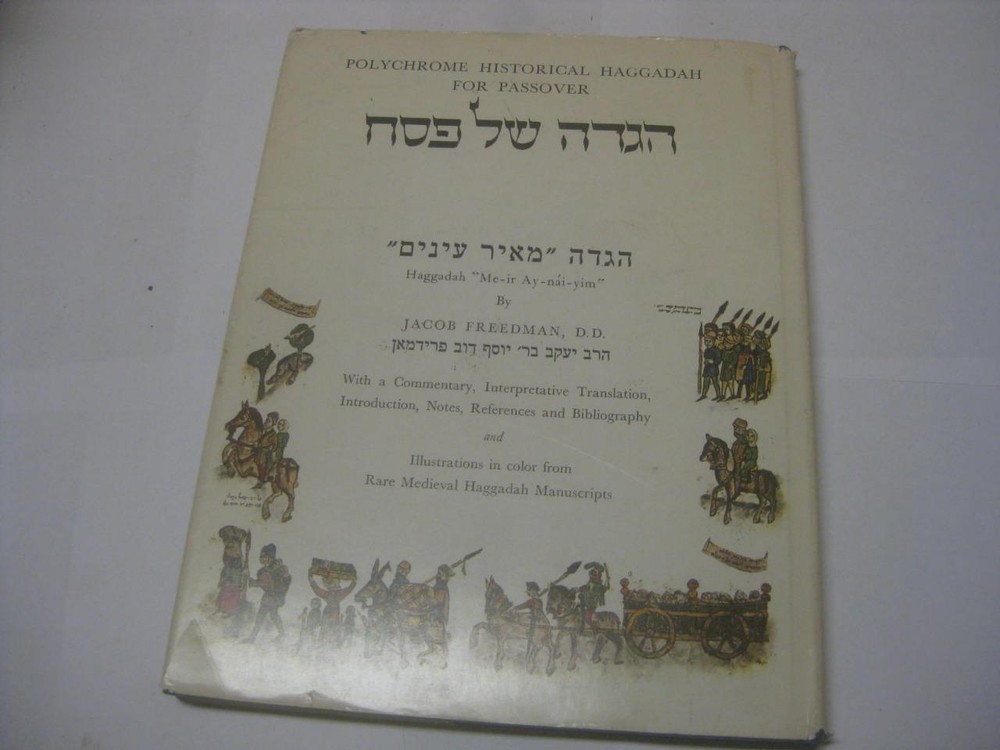 POLYCHROME HISTORICAL HAGGADAH
FOR PASSOVER
הגדה של פסח
הגדה ״מאיר עינים״
Haggadah "Me-ir Ay-nái-yim"
By
JACOB FREEDMAN, D.D.
הרב יעקב בר׳ יוסף דוב פרידמאן
With a Commentary, Interpretative Translation,
Introduction, Notes, References and Bibliography
and
Illustrations in color from
Rare Medieval Haggadah Manuscripts